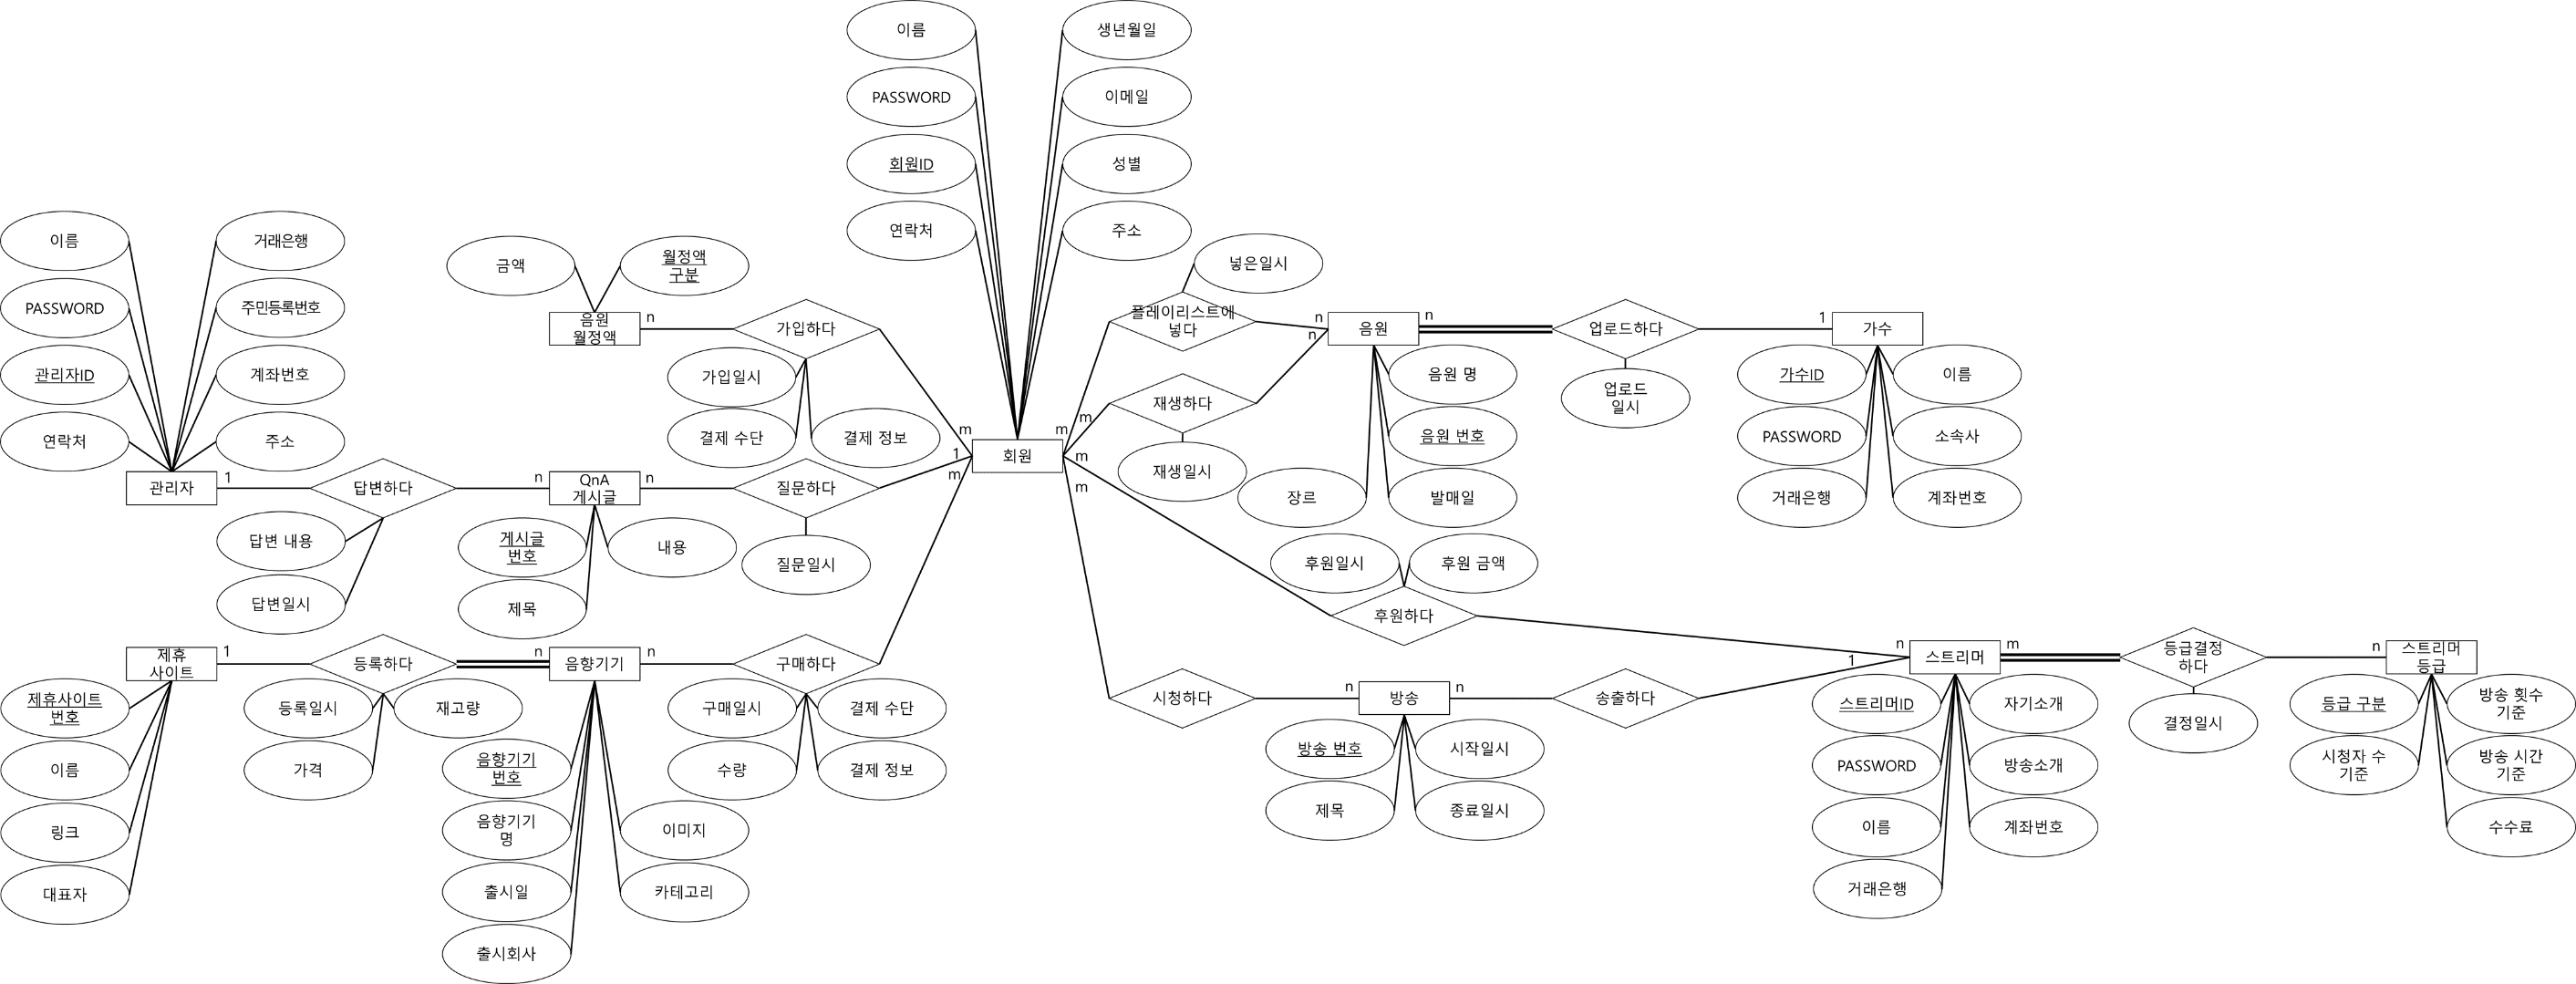 이름
생년월일
PASSWORD
이메일
회원ID
성별
연락처
주소
이름
거래은행
PASSWORD
주민등록번호
관리자ID
계좌번호
연락처
주소
관리자
1
답변하다
n
답변 내용
답변일시
금액
월정액
구분
음원
월정액
n
가입하다
m
가입일시
결제 수단
결제 정보
QnA
게시글
n
질문하다
1
게시글
번호
내용
제목
질문일시
회원
넣은일시
플레이리스트에
넣다
m
n
재생하다
m
n
재생일시
음원
n
음원 명
음원 번호
장르
발매일
업로드하다
1
업로드
일시
가수
가수ID
이름
PASSWORD
소속사
거래은행
계좌번호
제휴
사이트
1
등록하다
n
제휴사이트
번호
이름
링크
대표자
등록일시
재고량
가격
음향기기
n
구매하다
m
음향기기
번호
음향기기
명
이미지
출시일
카테고리
출시회사
구매일시
결제 수단
수량
결제 정보
후원일시
후원 금액
m
후원하다
n
m
시청하다
n
방송
n
송출하다
1
방송 번호
시작일시
제목
종료일시
스트리머
m
등급결정
하다
n
스트리머
등급
스트리머ID
자기소개
PASSWORD
방송소개
이름
계좌번호
거래은행
결정일시
등급 구분
방송 횟수
기준
시청자 수
기준
방송 시간
기준
수수료